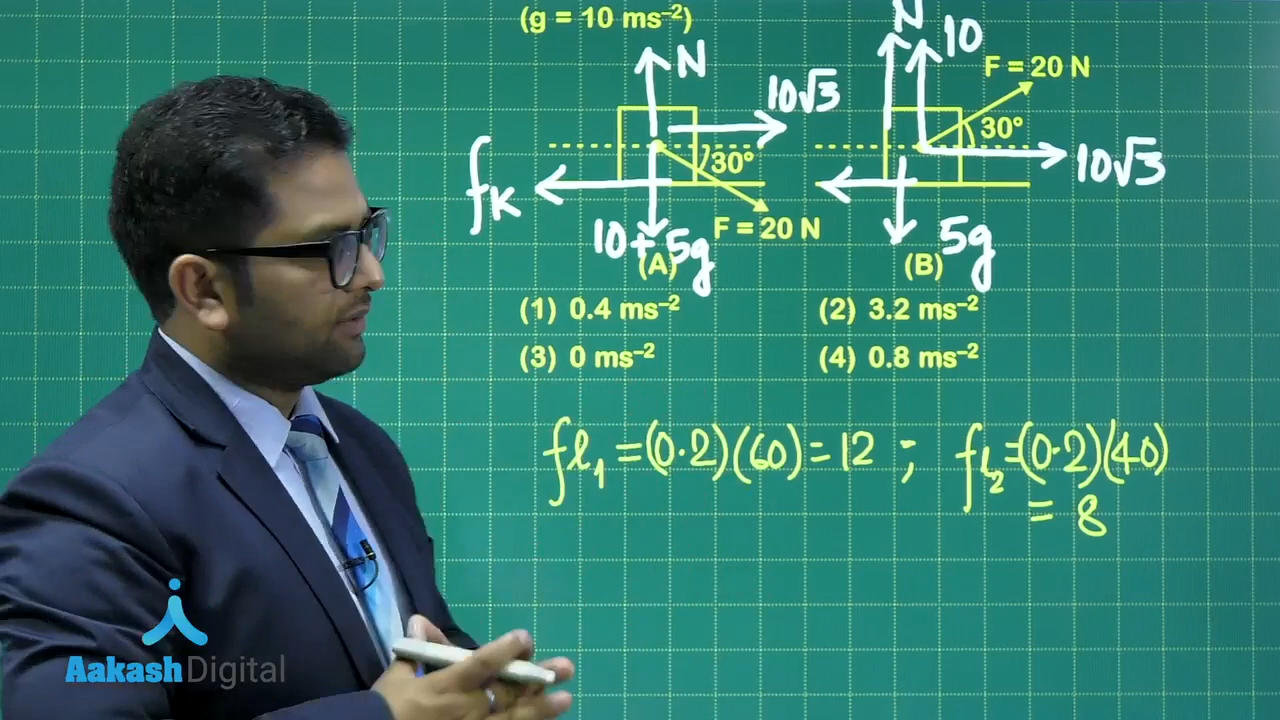 (g = 10 ms⁻²)
N
10√3
30°
F = 20 N
fK
10+5g
(A)
N
10
F = 20 N
30°
10√3
5g
(B)
(1) 0.4 ms⁻²
(2) 3.2 ms⁻²
(3) 0 ms⁻²
(4) 0.8 ms⁻²
fl₁ = (0.2)(60) = 12 ; fl₂ = (0.2)(40)
= 8
Aakash Digital